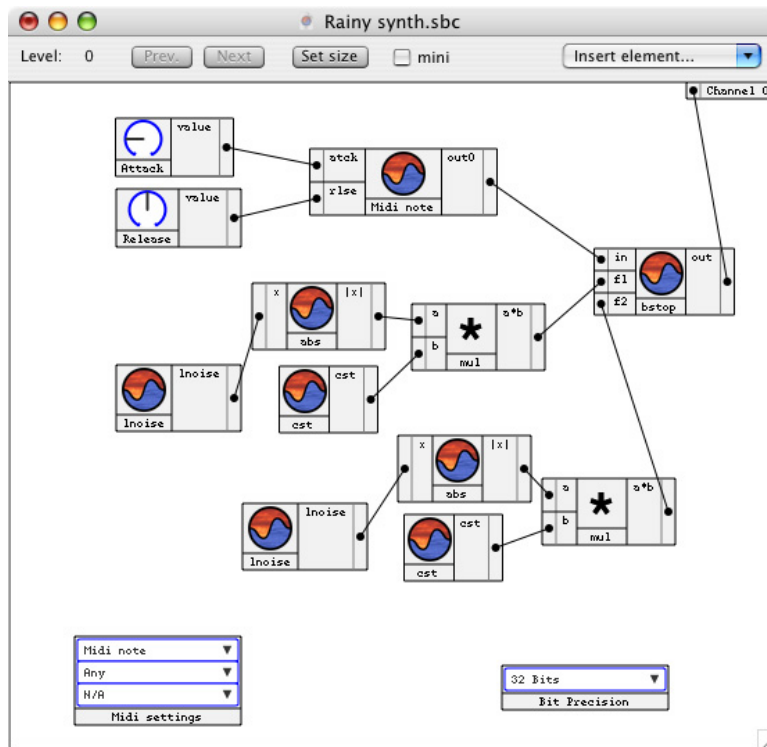 Rainy synth.sbc
Level: 0 Prev. Next Set size mini Insert element...
Channel
value
Attack
atck out0
rlse
Midi note
value
Release
in out
f1
f2
bstop
x |x|
abs
a a*b
b
mul
lnoise
lnoise
cst
cst
x |x|
abs
a a*b
b
mul
lnoise
lnoise
cst
cst
Midi note
Any
N/A
Midi settings
32 Bits
Bit Precision